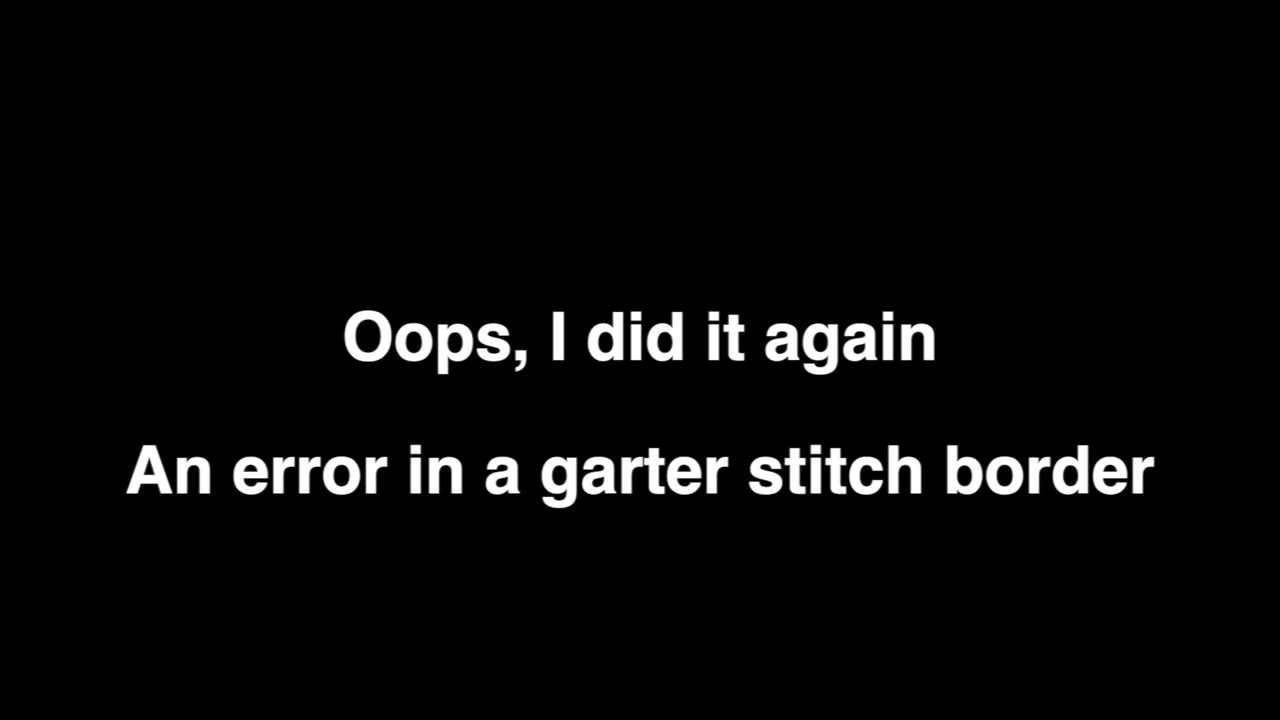 Oops, I did it again
An error in a garter stitch border